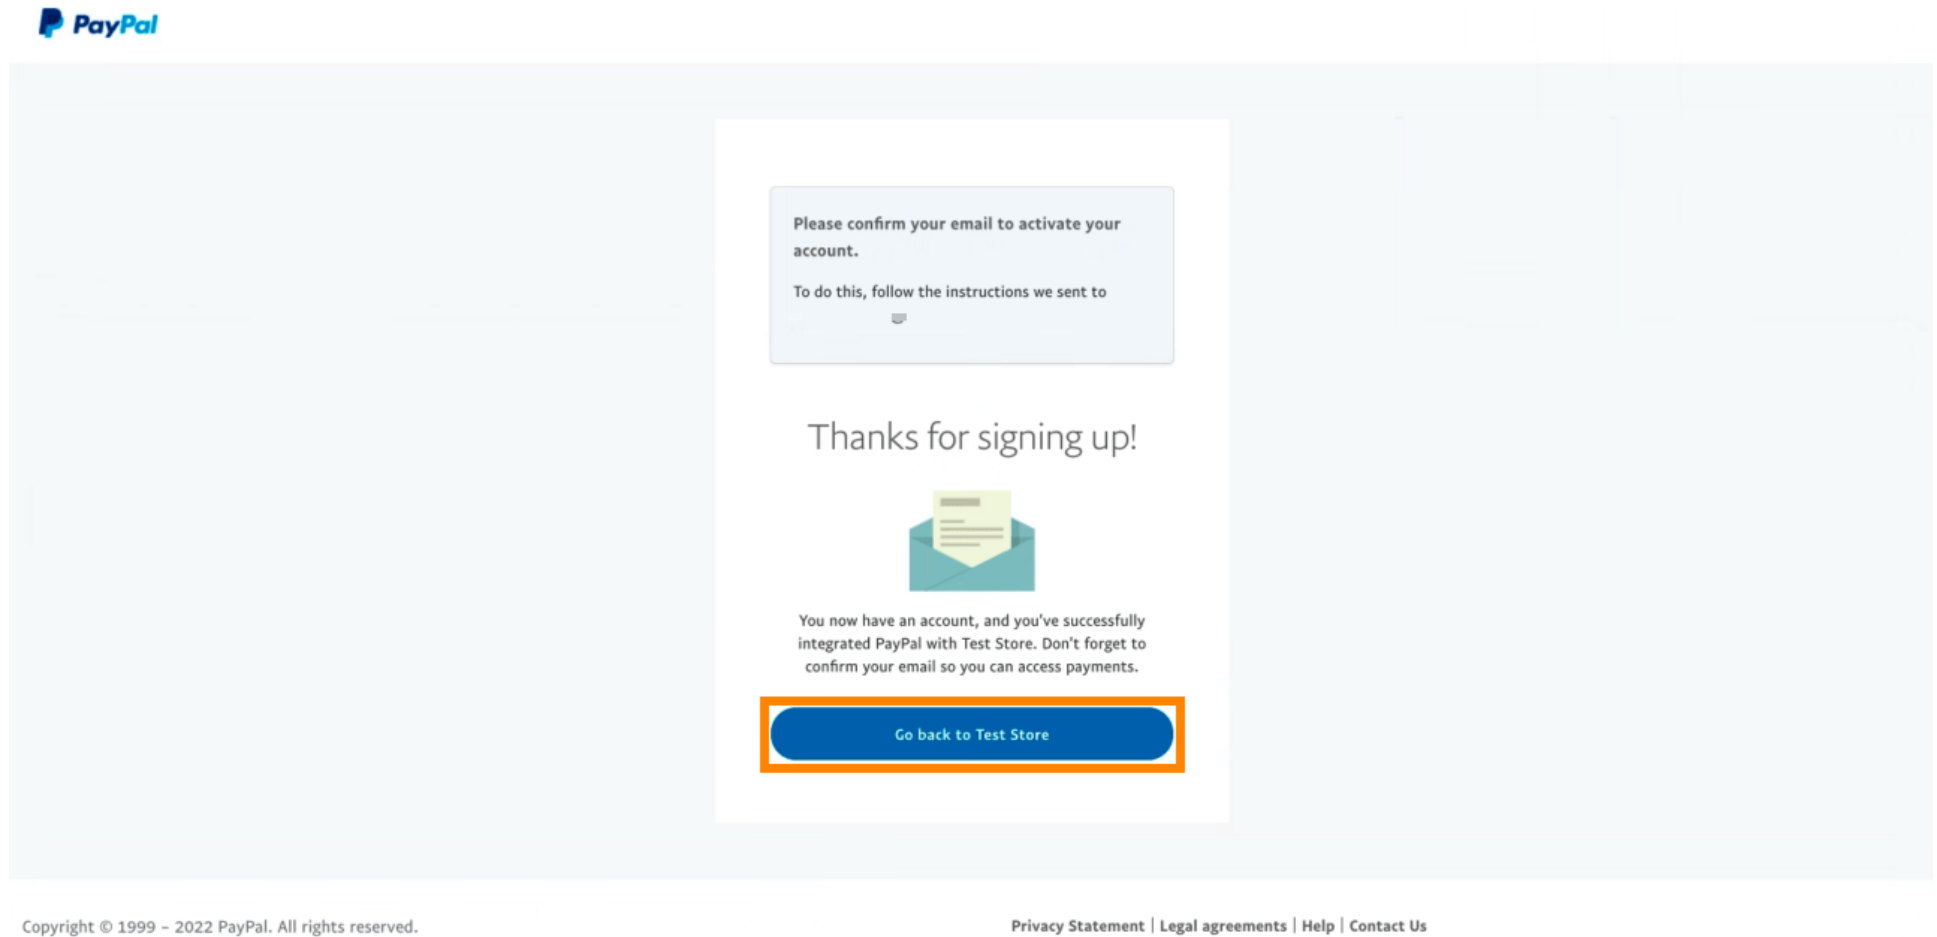 PayPal
Please confirm your email to activate your
account.
To do this, follow the instructions we sent to
Thanks for signing up!
You now have an account, and you've successfully
integrated PayPal with Test Store. Don't forget to
confirm your email so you can access payments.
Go back to Test Store
Copyright © 1999 – 2022 PayPal. All rights reserved.
Privacy Statement | Legal agreements | Help | Contact Us